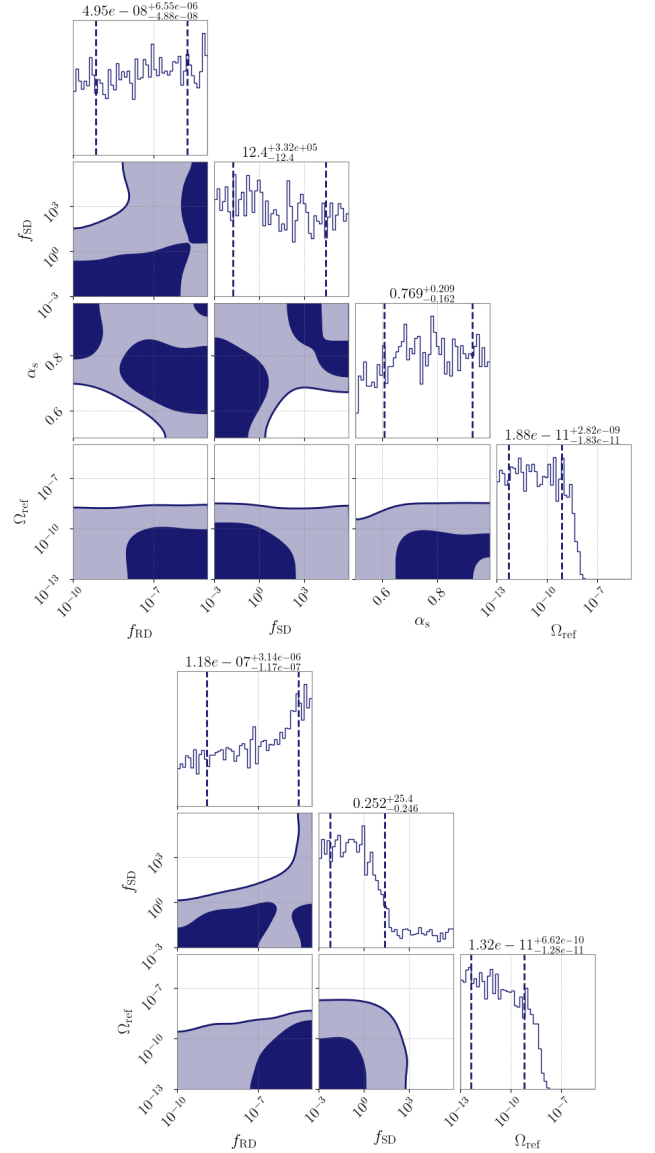 4.95e − 08^{+6.55e−06}_{−4.88e−08}
12.4^{+3.32e+05}_{−12.4}
f_SD
10^3
10^0
10^{−3}
0.769^{+0.209}_{−0.162}
α_s
0.8
0.6
1.88e − 11^{+2.82e−09}_{−1.83e−11}
Ω_ref
10^{−7}
10^{−10}
10^{−13}
10^{−10} 10^{−7} 10^{−3} 10^0 10^3 0.6 0.8 10^{−13} 10^{−10} 10^{−7}
f_RD f_SD α_s Ω_ref
1.18e − 07^{+3.14e−06}_{−1.17e−07}
0.252^{+25.4}_{−0.246}
f_SD
10^3
10^0
10^{−3}
1.32e − 11^{+6.62e−10}_{−1.28e−11}
Ω_ref
10^{−7}
10^{−10}
10^{−13}
10^{−10} 10^{−7} 10^{−3} 10^0 10^3 10^{−13} 10^{−10} 10^{−7}
f_RD f_SD Ω_ref